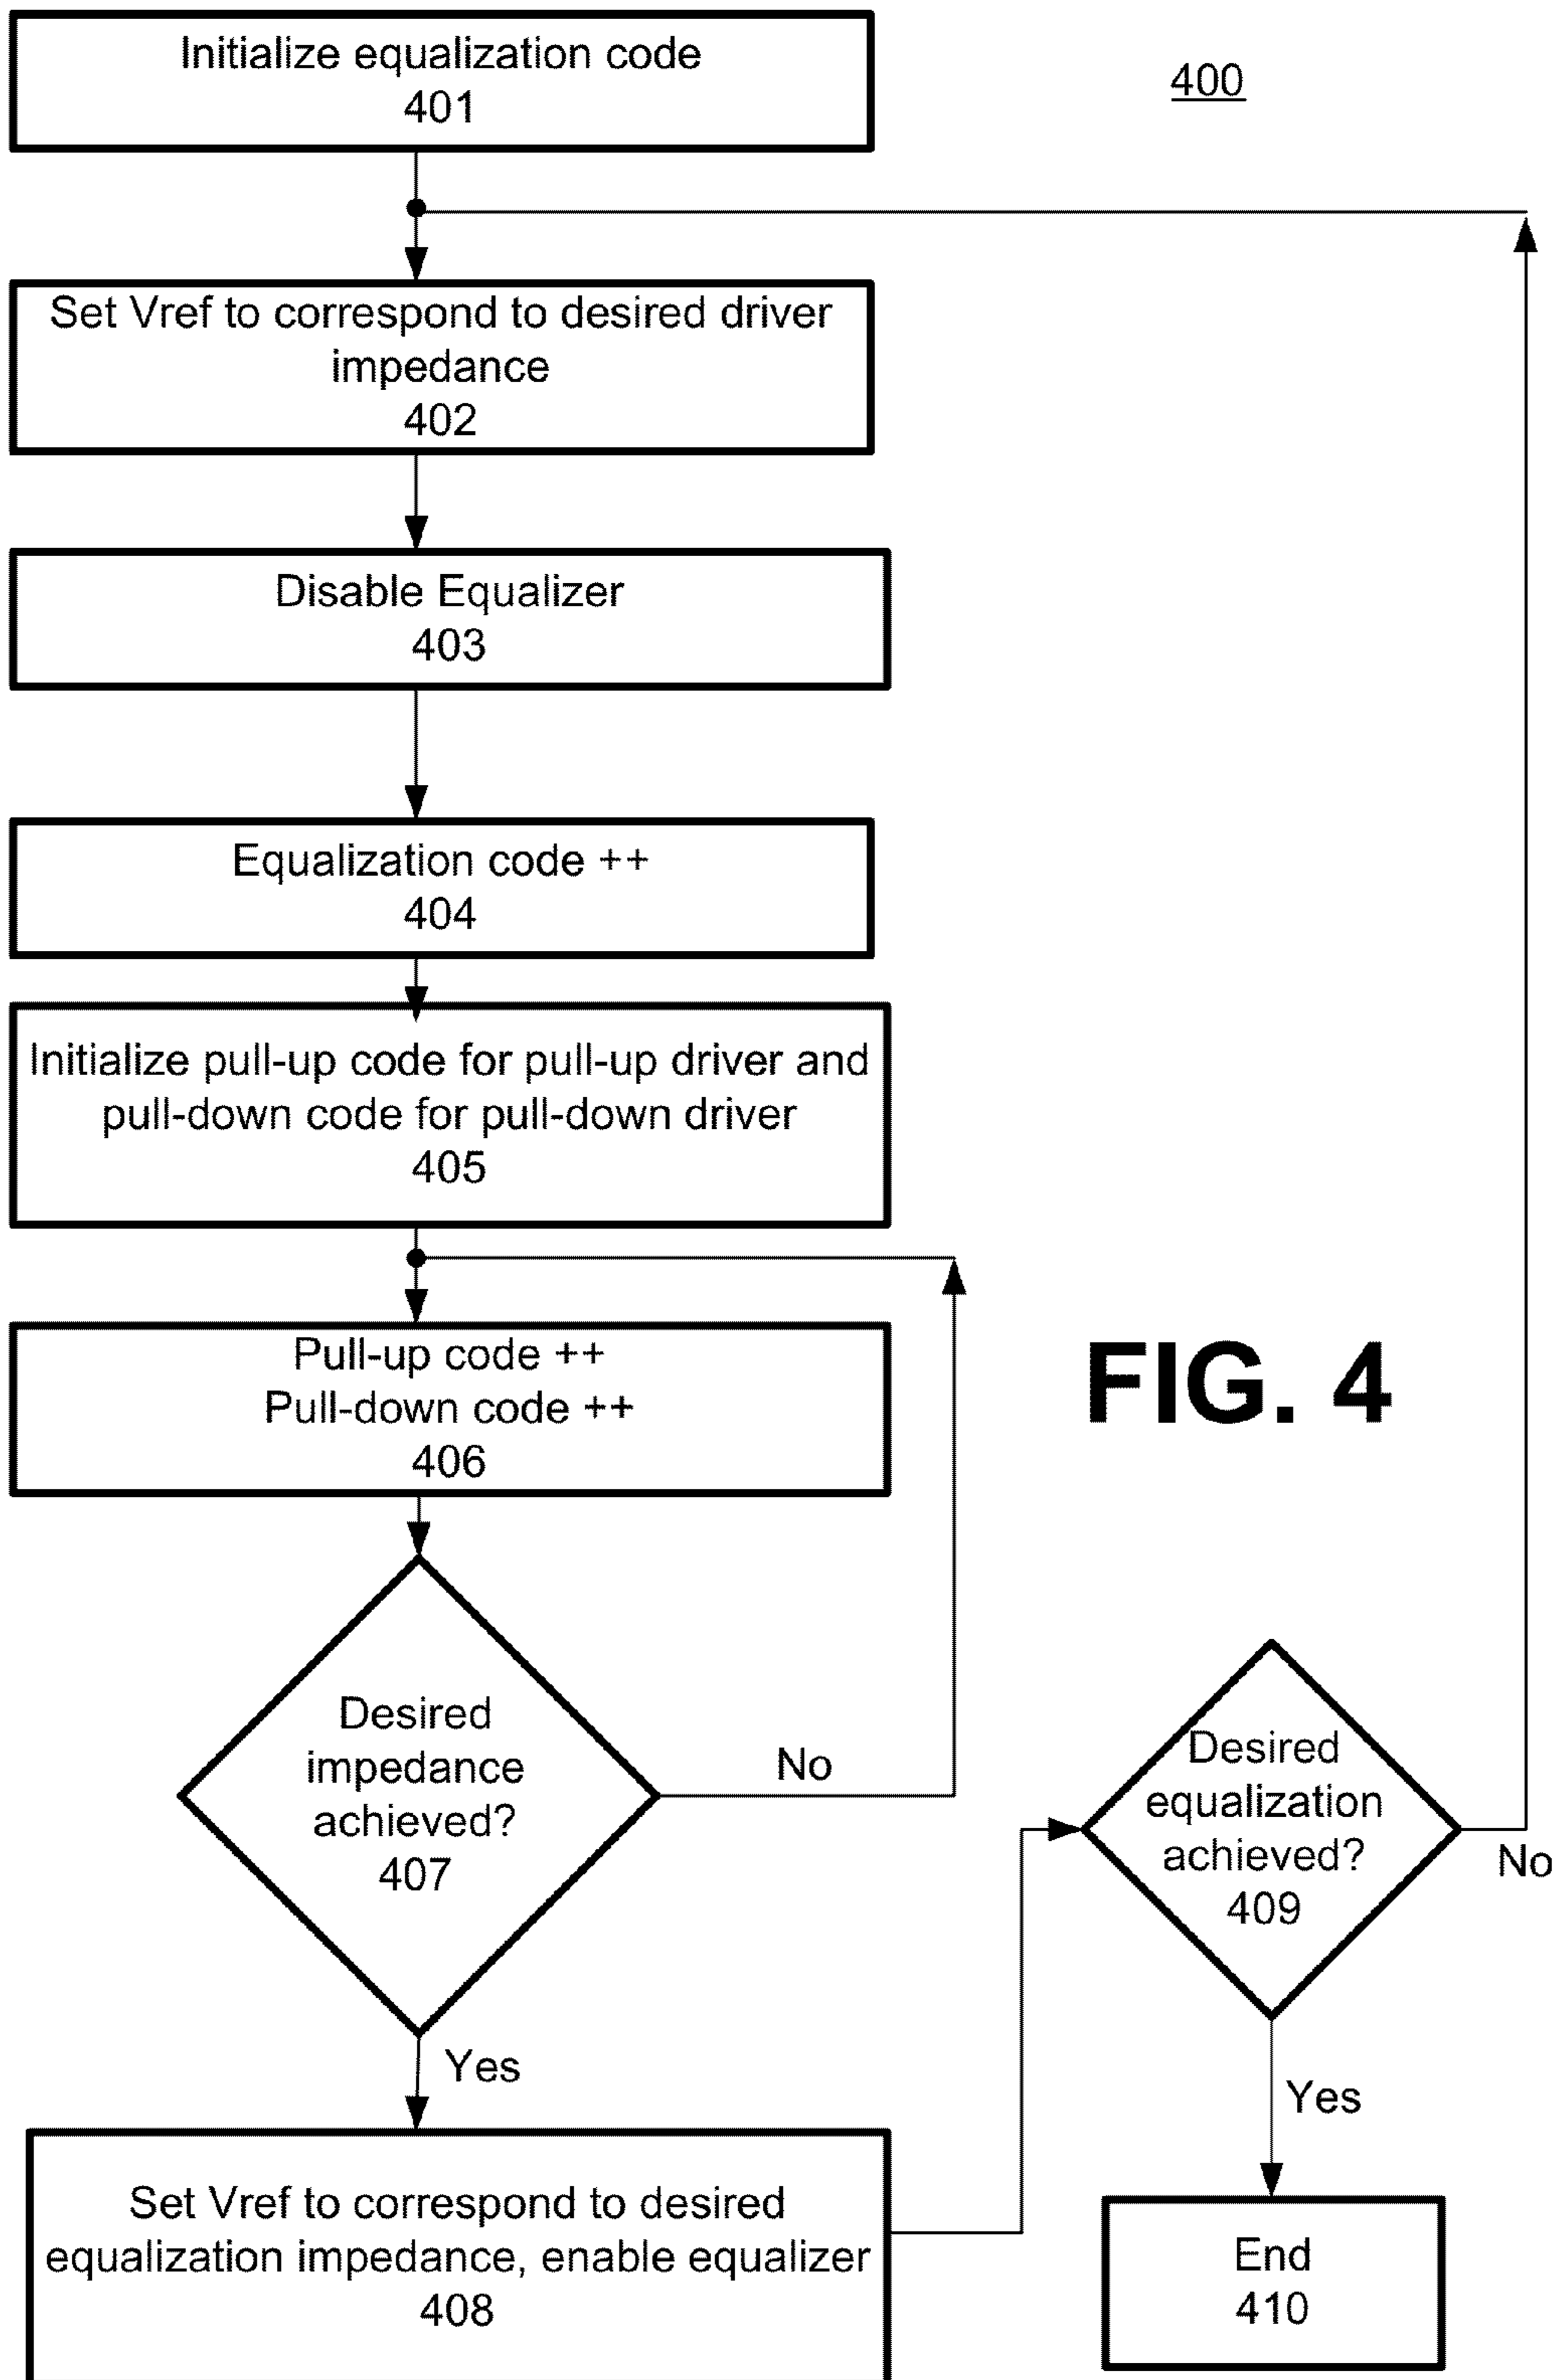 Initialize equalization code
401
400
Set Vref to correspond to desired driver
impedance
402
Disable Equalizer
403
Equalization code ++
404
Initialize pull-up code for pull-up driver and
pull-down code for pull-down driver
405
Pull-up code ++
Pull-down code ++
406
FIG. 4
Desired
impedance
achieved?
407
No
Yes
Desired
equalization
achieved?
409
No
Yes
Set Vref to correspond to desired
equalization impedance, enable equalizer
408
End
410